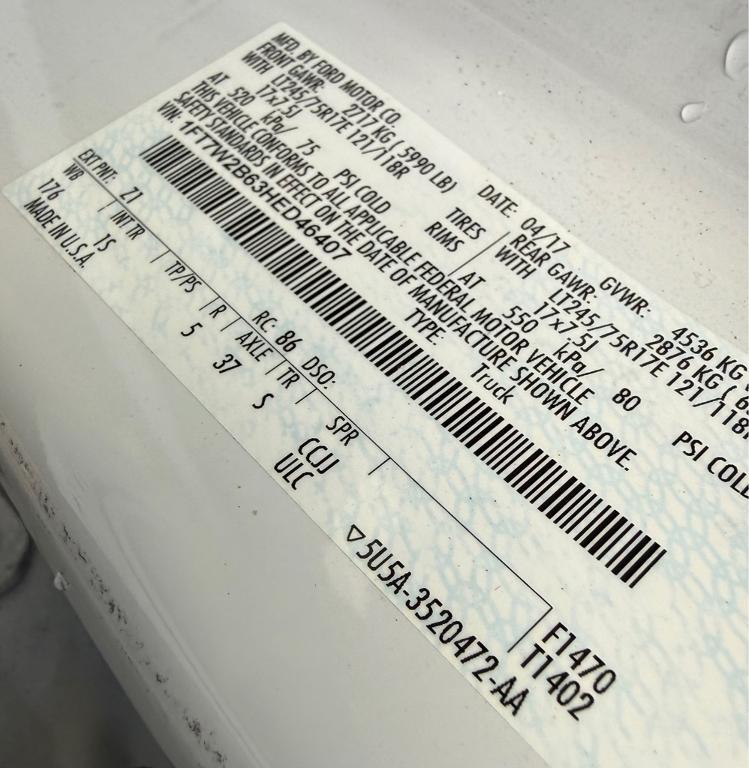 MFD. BY FORD MOTOR CO.
DATE: 04/17 GVWR: 4536 KG
FRONT GAWR: 2717 KG ( 5990 LB) REAR GAWR: 2876 KG ( 6
WITH LT245/75R17E 121/118R TIRES WITH LT245/75R17E 121/118R
17x7.5J RIMS 17x7.5J
AT 520 kPa/ 75 PSI COLD AT 550 kPa/ 80 PSI COLD
THIS VEHICLE CONFORMS TO ALL APPLICABLE FEDERAL MOTOR VEHICLE
SAFETY STANDARDS IN EFFECT ON THE DATE OF MANUFACTURE SHOWN ABOVE.
VIN: 1FT7W2B63HED46407 TYPE: Truck
EXT PNT: Z1 RC: 86 DSO: F1470
WB INT TR TP/PS R AXLE TR SPR T1402
176 TS 5 37 S CCJJ
ULC
MADE IN U.S.A. ▽5U5A-3520472-AA